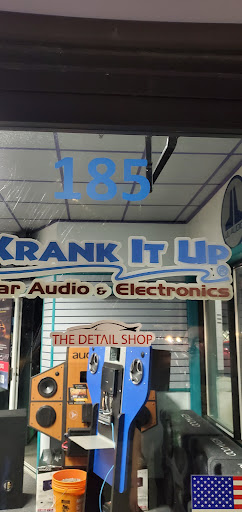 185
KRANK IT UP
ar Audio & Electronics
THE DETAIL SHOP